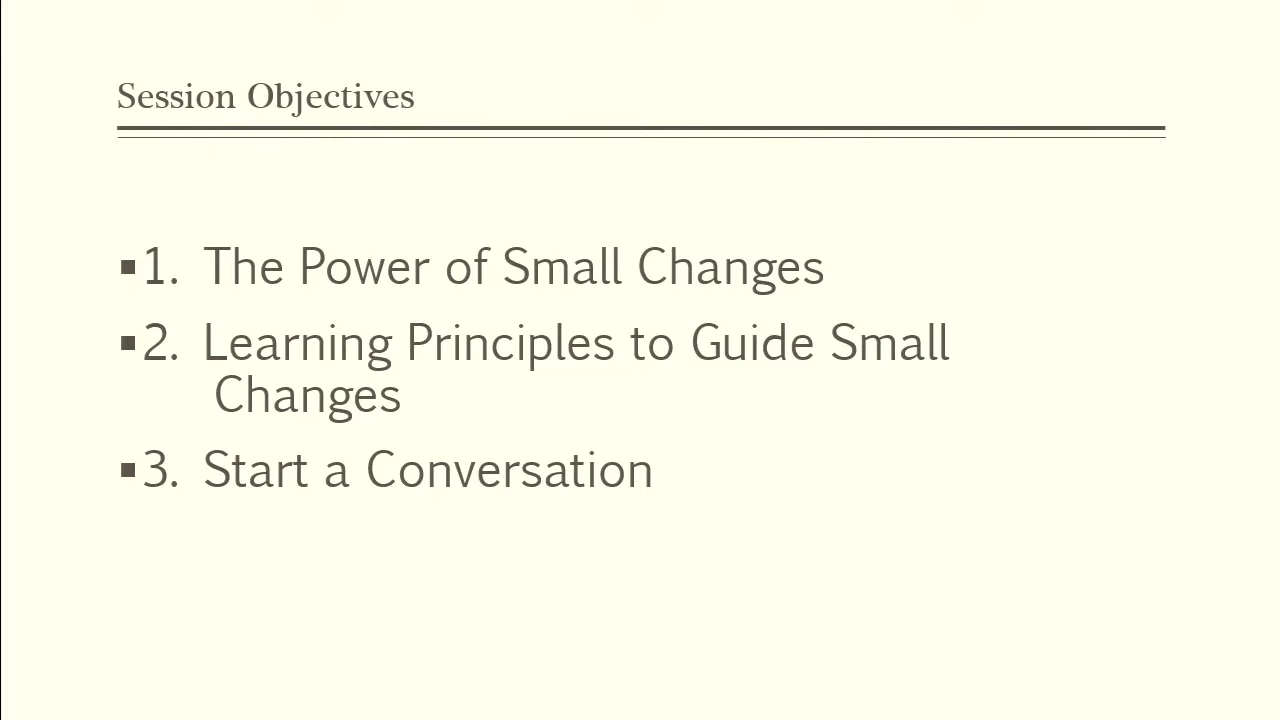 Session Objectives
▪1. The Power of Small Changes
▪2. Learning Principles to Guide Small
Changes
▪3. Start a Conversation